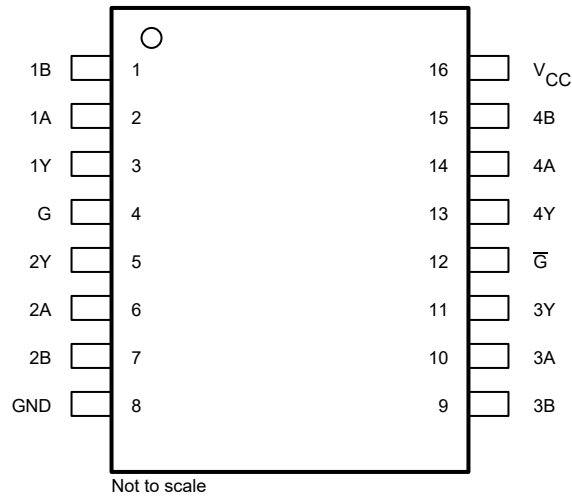 1B 1 16 V_CC
1A 2 15 4B
1Y 3 14 4A
G 4 13 4Y
2Y 5 12 G̅
2A 6 11 3Y
2B 7 10 3A
GND 8 9 3B
Not to scale